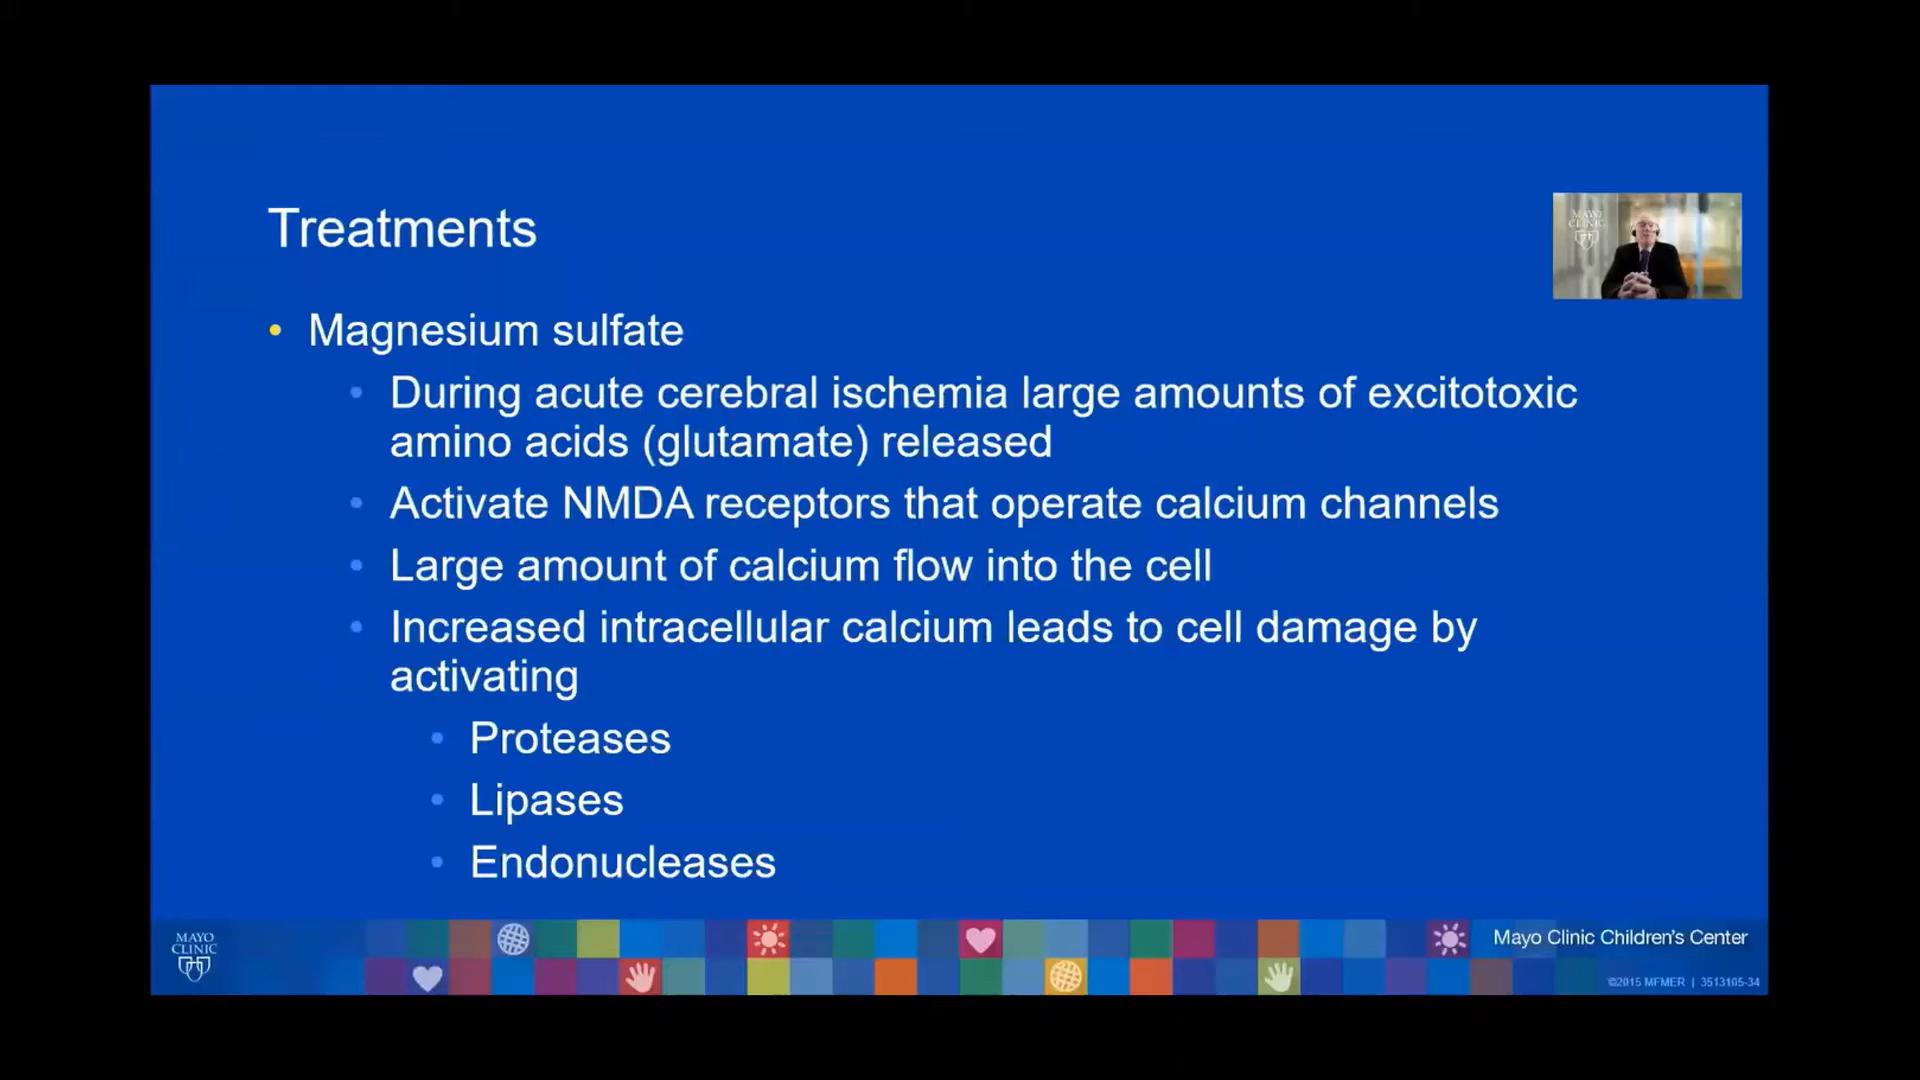 Treatments
MAYO
CLINIC
• Magnesium sulfate
• During acute cerebral ischemia large amounts of excitotoxic
amino acids (glutamate) released
• Activate NMDA receptors that operate calcium channels
• Large amount of calcium flow into the cell
• Increased intracellular calcium leads to cell damage by
activating
• Proteases
• Lipases
• Endonucleases
MAYO
CLINIC
Mayo Clinic Children's Center
©2015 MFMER | 3513105-34